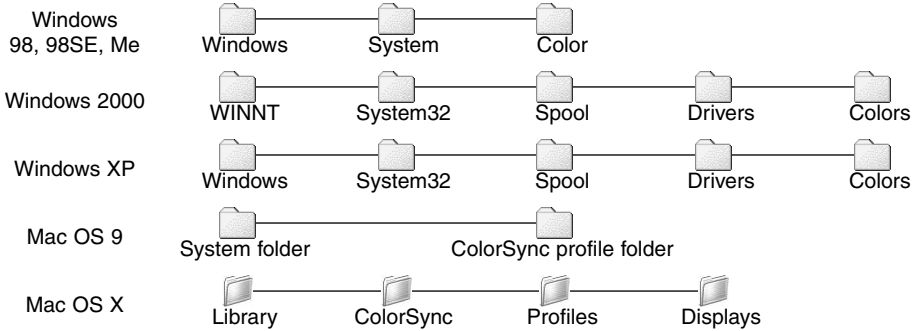 Windows
98, 98SE, Me
Windows System Color
Windows 2000
WINNT System32 Spool Drivers Colors
Windows XP
Windows System32 Spool Drivers Colors
Mac OS 9
System folder ColorSync profile folder
Mac OS X
Library ColorSync Profiles Displays